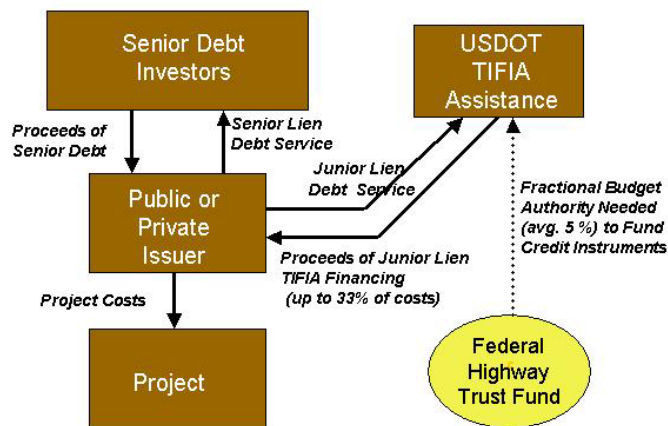 Senior Debt
Investors
USDOT
TIFIA
Assistance
Proceeds of
Senior Debt
Senior Lien
Debt Service
Junior Lien
Debt Service
Fractional Budget
Authority Needed
(avg. 5 %) to Fund
Credit Instruments
Public or
Private
Issuer
Proceeds of Junior Lien
TIFIA Financing
(up to 33% of costs)
Project Costs
Project
Federal
Highway
Trust Fund